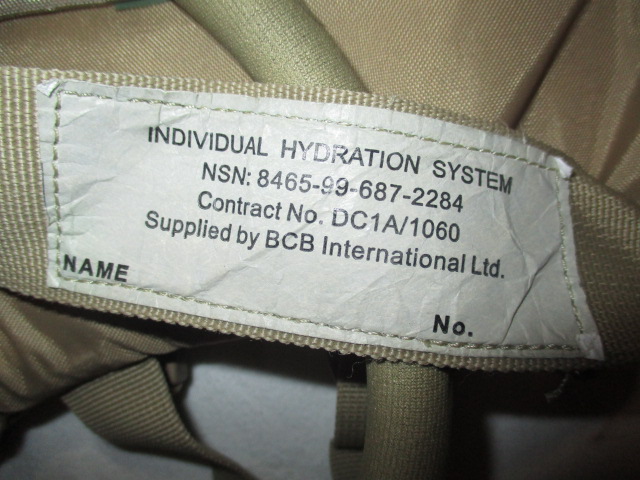 INDIVIDUAL HYDRATION SYSTEM
NSN: 8465-99-687-2284
Contract No. DC1A/1060
Supplied by BCB International Ltd.
NAME
No.